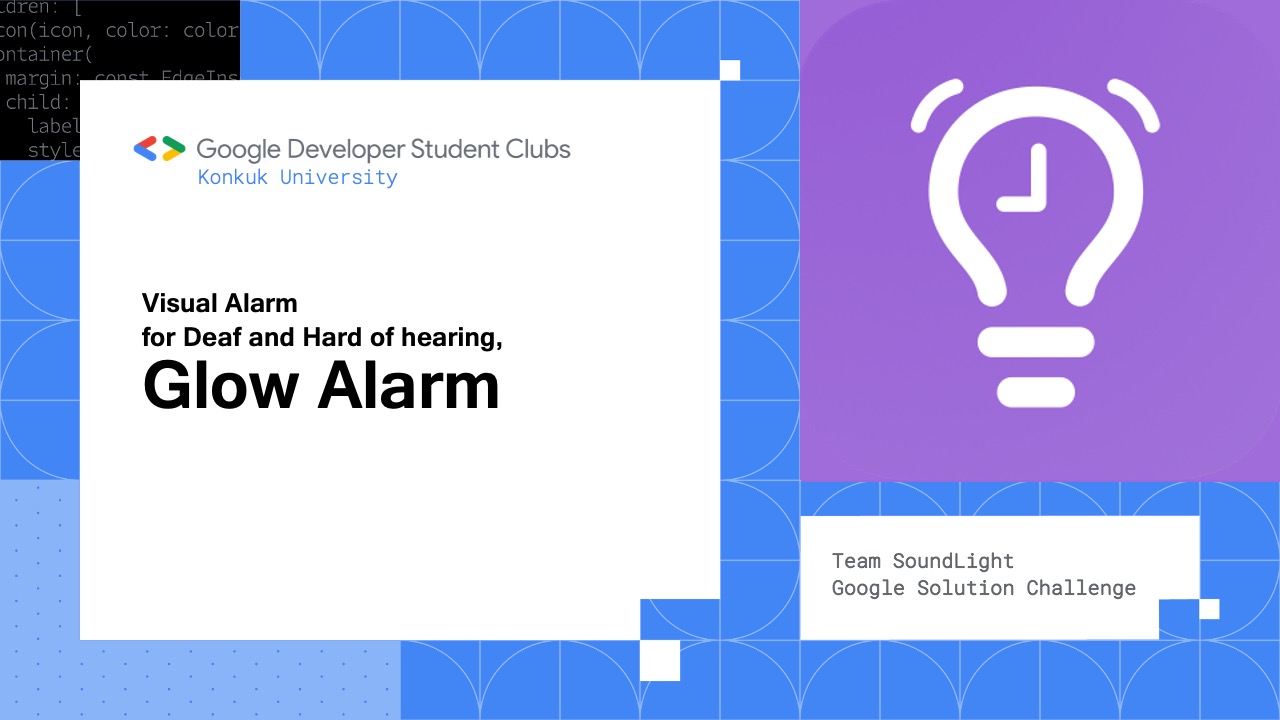 ldren: [
con(icon, color: color
ontainer(
margin: const EdgeIns
child:
label
style
Google Developer Student Clubs
Konkuk University
Visual Alarm
for Deaf and Hard of hearing,
Glow Alarm
Team SoundLight
Google Solution Challenge